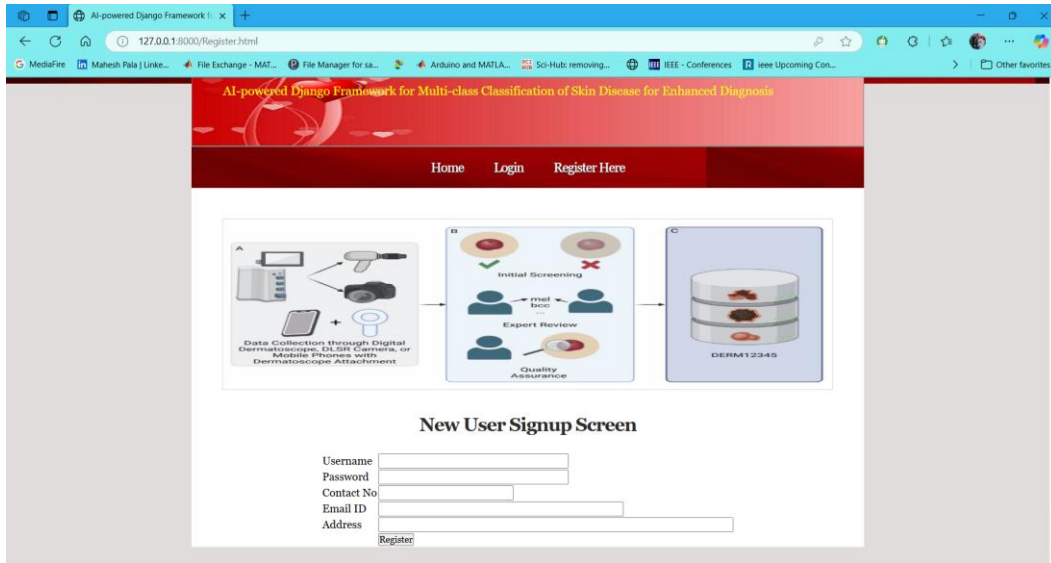 AI-powered Django Framework fo
127.0.0.1:8000/Register.html
MediaFire Mahesh Pala | Linke... File Exchange - MAT... File Manager for sa... Arduino and MATLA... Sci-Hub: removing... IEEE - Conferences ieee Upcoming Con... Other favorites
AI-powered Django Framework for Multi-class Classification of Skin Disease for Enhanced Diagnosis
Home Login Register Here
A
Data Collection through Digital
Dermatoscope, DLSR Camera, or
Mobile Phones with
Dermatoscope Attachment
B
Initial Screening
mel
bcc
...
Expert Review
Quality
Assurance
C
DERM12345
New User Signup Screen
Username
Password
Contact No
Email ID
Address
Register